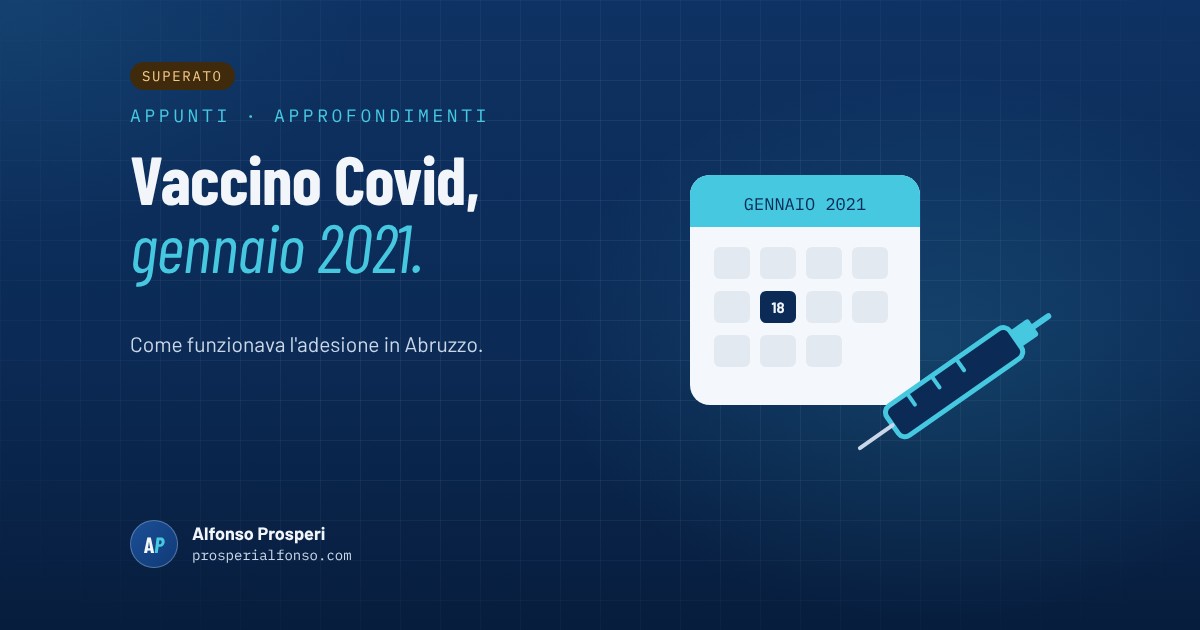 SUPERATO
APPUNTI · APPROFONDIMENTI
Vaccino Covid,
gennaio 2021.
Come funzionava l'adesione in Abruzzo.
GENNAIO 2021
18
AP
Alfonso Prosperi
prosperialfonso.com